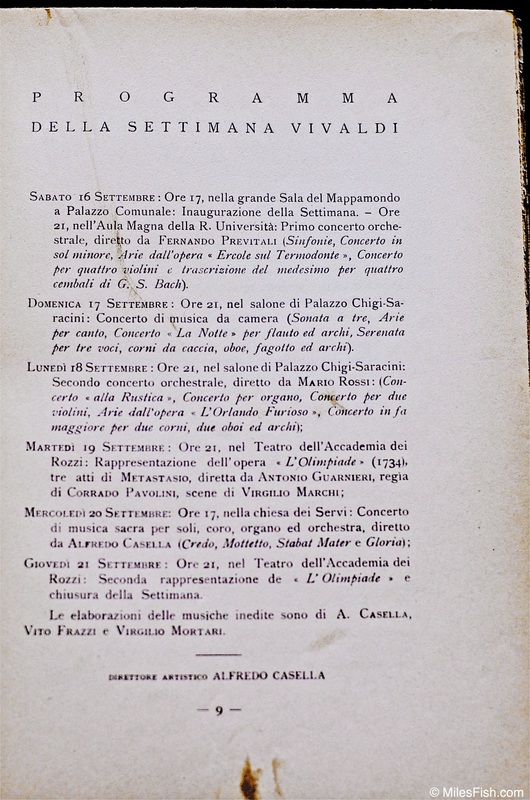 PROGRAMMA
DELLA SETTIMANA VIVALDI
SABATO 16 SETTEMBRE: Ore 17, nella grande Sala del Mappamondo
a Palazzo Comunale: Inaugurazione della Settimana. – Ore
21, nell'Aula Magna della R. Università: Primo concerto orche-
strale, diretto da FERNANDO PREVITALI (Sinfonie, Concerto in
sol minore, Arie dall'opera « Ercole sul Termodonte », Concerto
per quattro violini e trascrizione del medesimo per quattro
cembali di G. S. Bach).
DOMENICA 17 SETTEMBRE: Ore 21, nel salone di Palazzo Chigi-Sa-
racini: Concerto di musica da camera (Sonata a tre, Arie
per canto, Concerto « La Notte » per flauto ed archi, Serenata
per tre voci, corni da caccia, oboe, fagotto ed archi).
LUNEDÌ 18 SETTEMBRE: Ore 21, nel salone di Palazzo Chigi-Saracini:
Secondo concerto orchestrale, diretto da MARIO ROSSI: (Con-
certo « alla Rustica », Concerto per organo, Concerto per due
violini, Arie dall'opera « L'Orlando Furioso », Concerto in fa
maggiore per due corni, due oboi ed archi);
MARTEDÌ 19 SETTEMBRE: Ore 21, nel Teatro dell'Accademia dei
Rozzi: Rappresentazione dell'opera « L'Olimpiade » (1734),
tre atti di METASTASIO, diretta da ANTONIO GUARNIERI, regia
di CORRADO PAVOLINI, scene di VIRGILIO MARCHI;
MERCOLEDÌ 20 SETTEMBRE: Ore 17, nella chiesa dei Servi: Concerto
di musica sacra per soli, coro, organo ed orchestra, diretto
da ALFREDO CASELLA (Credo, Mottetto, Stabat Mater e Gloria);
GIOVEDÌ 21 SETTEMBRE: Ore 21, nel Teatro dell'Accademia dei
Rozzi: Seconda rappresentazione de « L'Olimpiade » e
chiusura della Settimana.
Le elaborazioni delle musiche inedite sono di A. CASELLA,
VITO FRAZZI e VIRGILIO MORTARI.
DIRETTORE ARTISTICO ALFREDO CASELLA
— 9 —
© MilesFish.com